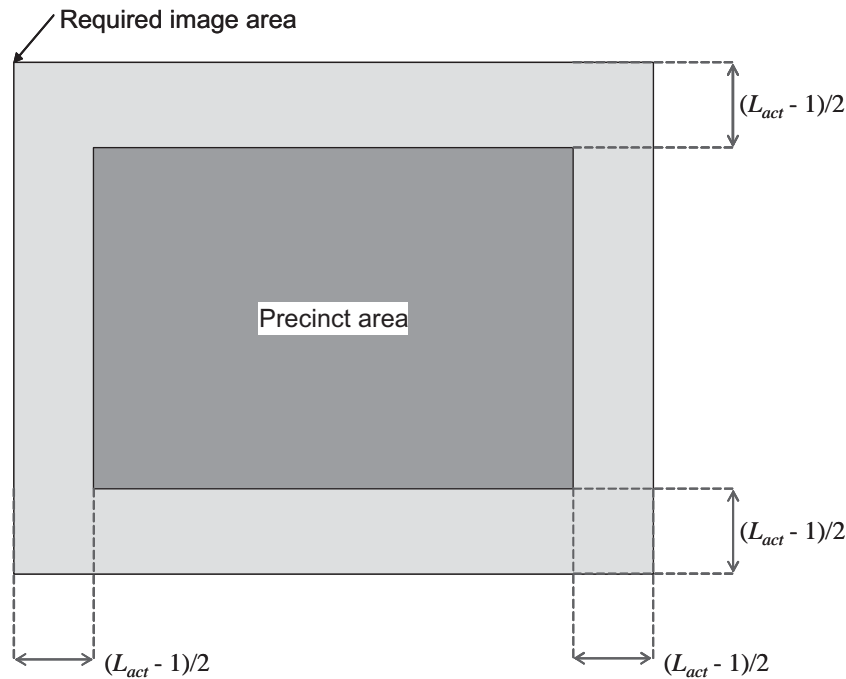 Required image area
(Lact - 1)/2
Precinct area
(Lact - 1)/2
(Lact - 1)/2
(Lact - 1)/2